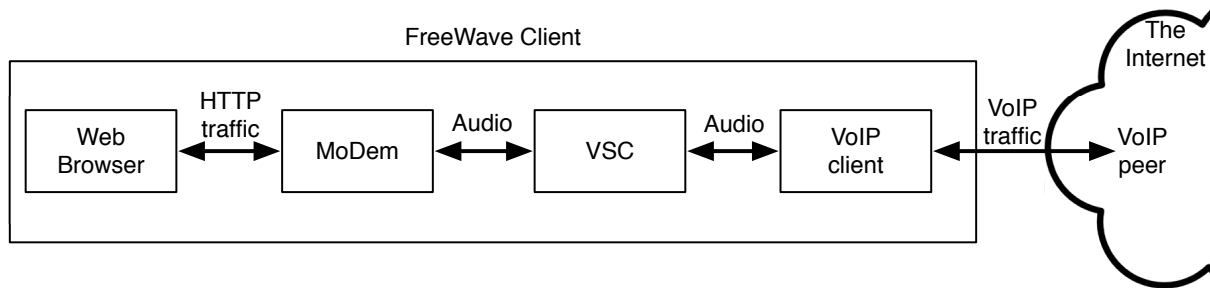 FreeWave Client
The
Internet
Web
Browser
HTTP
traffic
MoDem
Audio
VSC
Audio
VoIP
client
VoIP
traffic
VoIP
peer